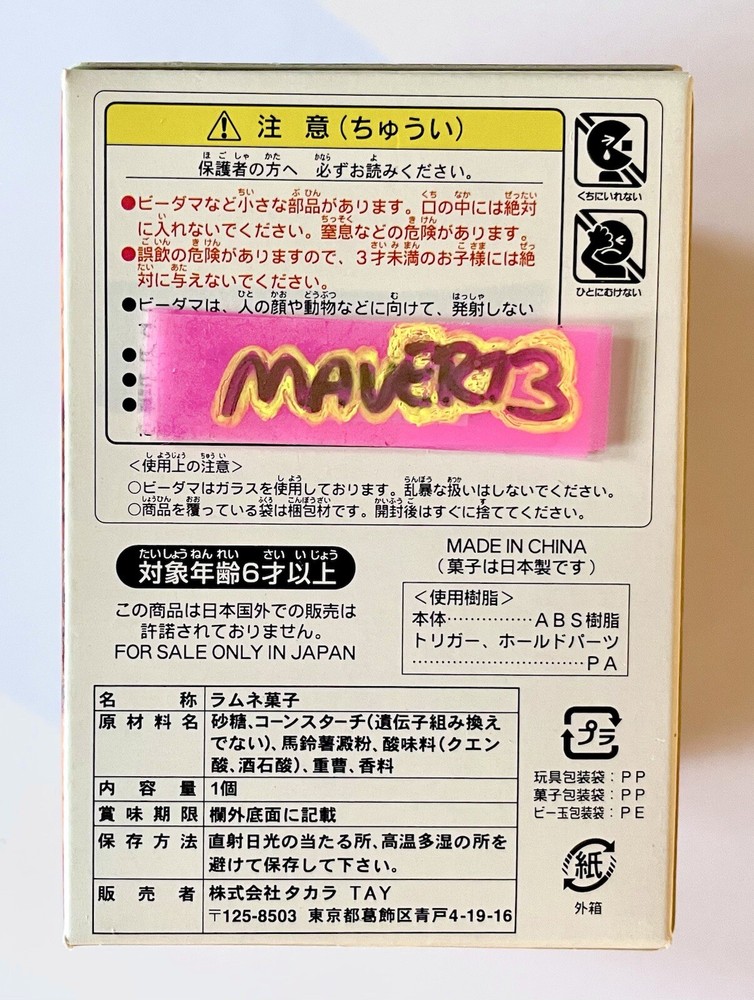 注 意(ちゅうい)
保護者の方へ 必ずお読みください。
くちにいれない
●ビーダマなど小さな部品があります。口の中には絶対
に入れないでください。窒息などの危険があります。
●誤飲の危険がありますので、3才未満のお子様には絶
対に与えないでください。
ひとにむけない
●ビーダマは、人の顔や動物などに向けて、発射しない
MAVER73
<使用上の注意>
○ビーダマはガラスを使用しております。乱暴な扱いはしないでください。
○商品を覆っている袋は梱包材です。開封後はすぐに捨ててください。
対象年齢6才以上
この商品は日本国外での販売は
許諾されておりません。
FOR SALE ONLY IN JAPAN
MADE IN CHINA
(菓子は日本製です)
<使用樹脂>
本体……………ABS樹脂
トリガー、ホールドパーツ
……………………………PA
名称 ラムネ菓子
原材料名 砂糖、コーンスターチ(遺伝子組み換え
でない)、馬鈴薯澱粉、酸味料(クエン
酸、酒石酸)、重曹、香料
内容量 1個
賞味期限 欄外底面に記載
保存方法 直射日光の当たる所、高温多湿の所を
避けて保存して下さい。
販売者 株式会社タカラ TAY
〒125-8503 東京都葛飾区青戸4-19-16
プラ
玩具包装袋:PP
菓子包装袋:PP
ビー玉包装袋:PE
紙
外箱